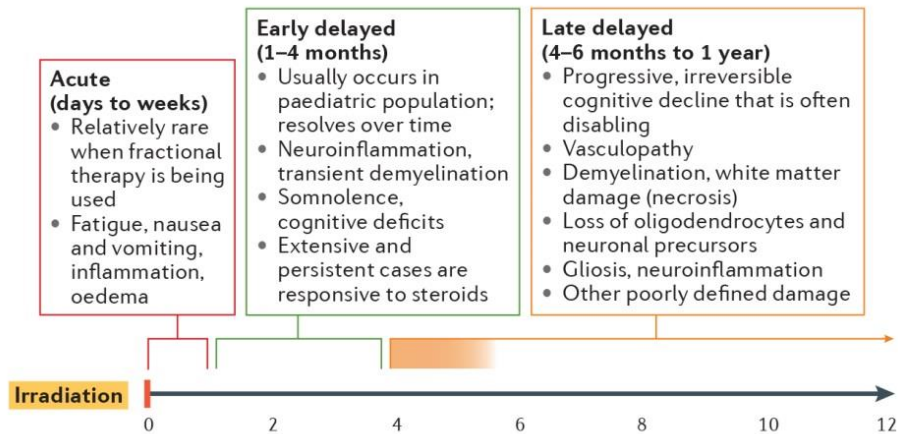 Acute
(days to weeks)
• Relatively rare
when fractional
therapy is being
used
• Fatigue, nausea
and vomiting,
inflammation,
oedema
Early delayed
(1–4 months)
• Usually occurs in
paediatric population;
resolves over time
• Neuroinflammation,
transient demyelination
• Somnolence,
cognitive deficits
• Extensive and
persistent cases are
responsive to steroids
Late delayed
(4–6 months to 1 year)
• Progressive, irreversible
cognitive decline that is often
disabling
• Vasculopathy
• Demyelination, white matter
damage (necrosis)
• Loss of oligodendrocytes and
neuronal precursors
• Gliosis, neuroinflammation
• Other poorly defined damage
Irradiation
0 2 4 6 8 10 12